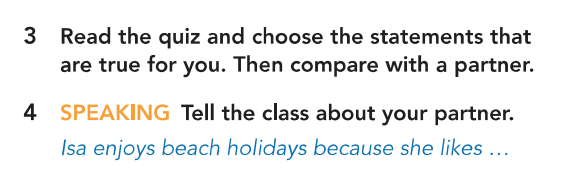 3 Read the quiz and choose the statements that
are true for you. Then compare with a partner.
4 SPEAKING Tell the class about your partner.
Isa enjoys beach holidays because she likes …